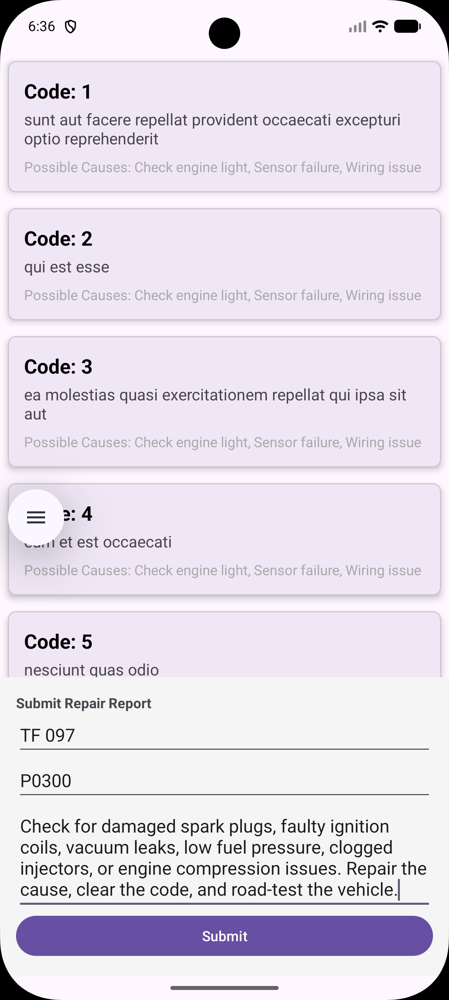 6:36
Code: 1
sunt aut facere repellat provident occaecati excepturi
optio reprehenderit
Possible Causes: Check engine light, Sensor failure, Wiring issue
Code: 2
qui est esse
Possible Causes: Check engine light, Sensor failure, Wiring issue
Code: 3
ea molestias quasi exercitationem repellat qui ipsa sit
aut
Possible Causes: Check engine light, Sensor failure, Wiring issue
e: 4
et est occaecati
Possible Causes: Check engine light, Sensor failure, Wiring issue
Code: 5
nesciunt quas odio
Submit Repair Report
TF 097
P0300
Check for damaged spark plugs, faulty ignition
coils, vacuum leaks, low fuel pressure, clogged
injectors, or engine compression issues. Repair the
cause, clear the code, and road-test the vehicle.
Submit